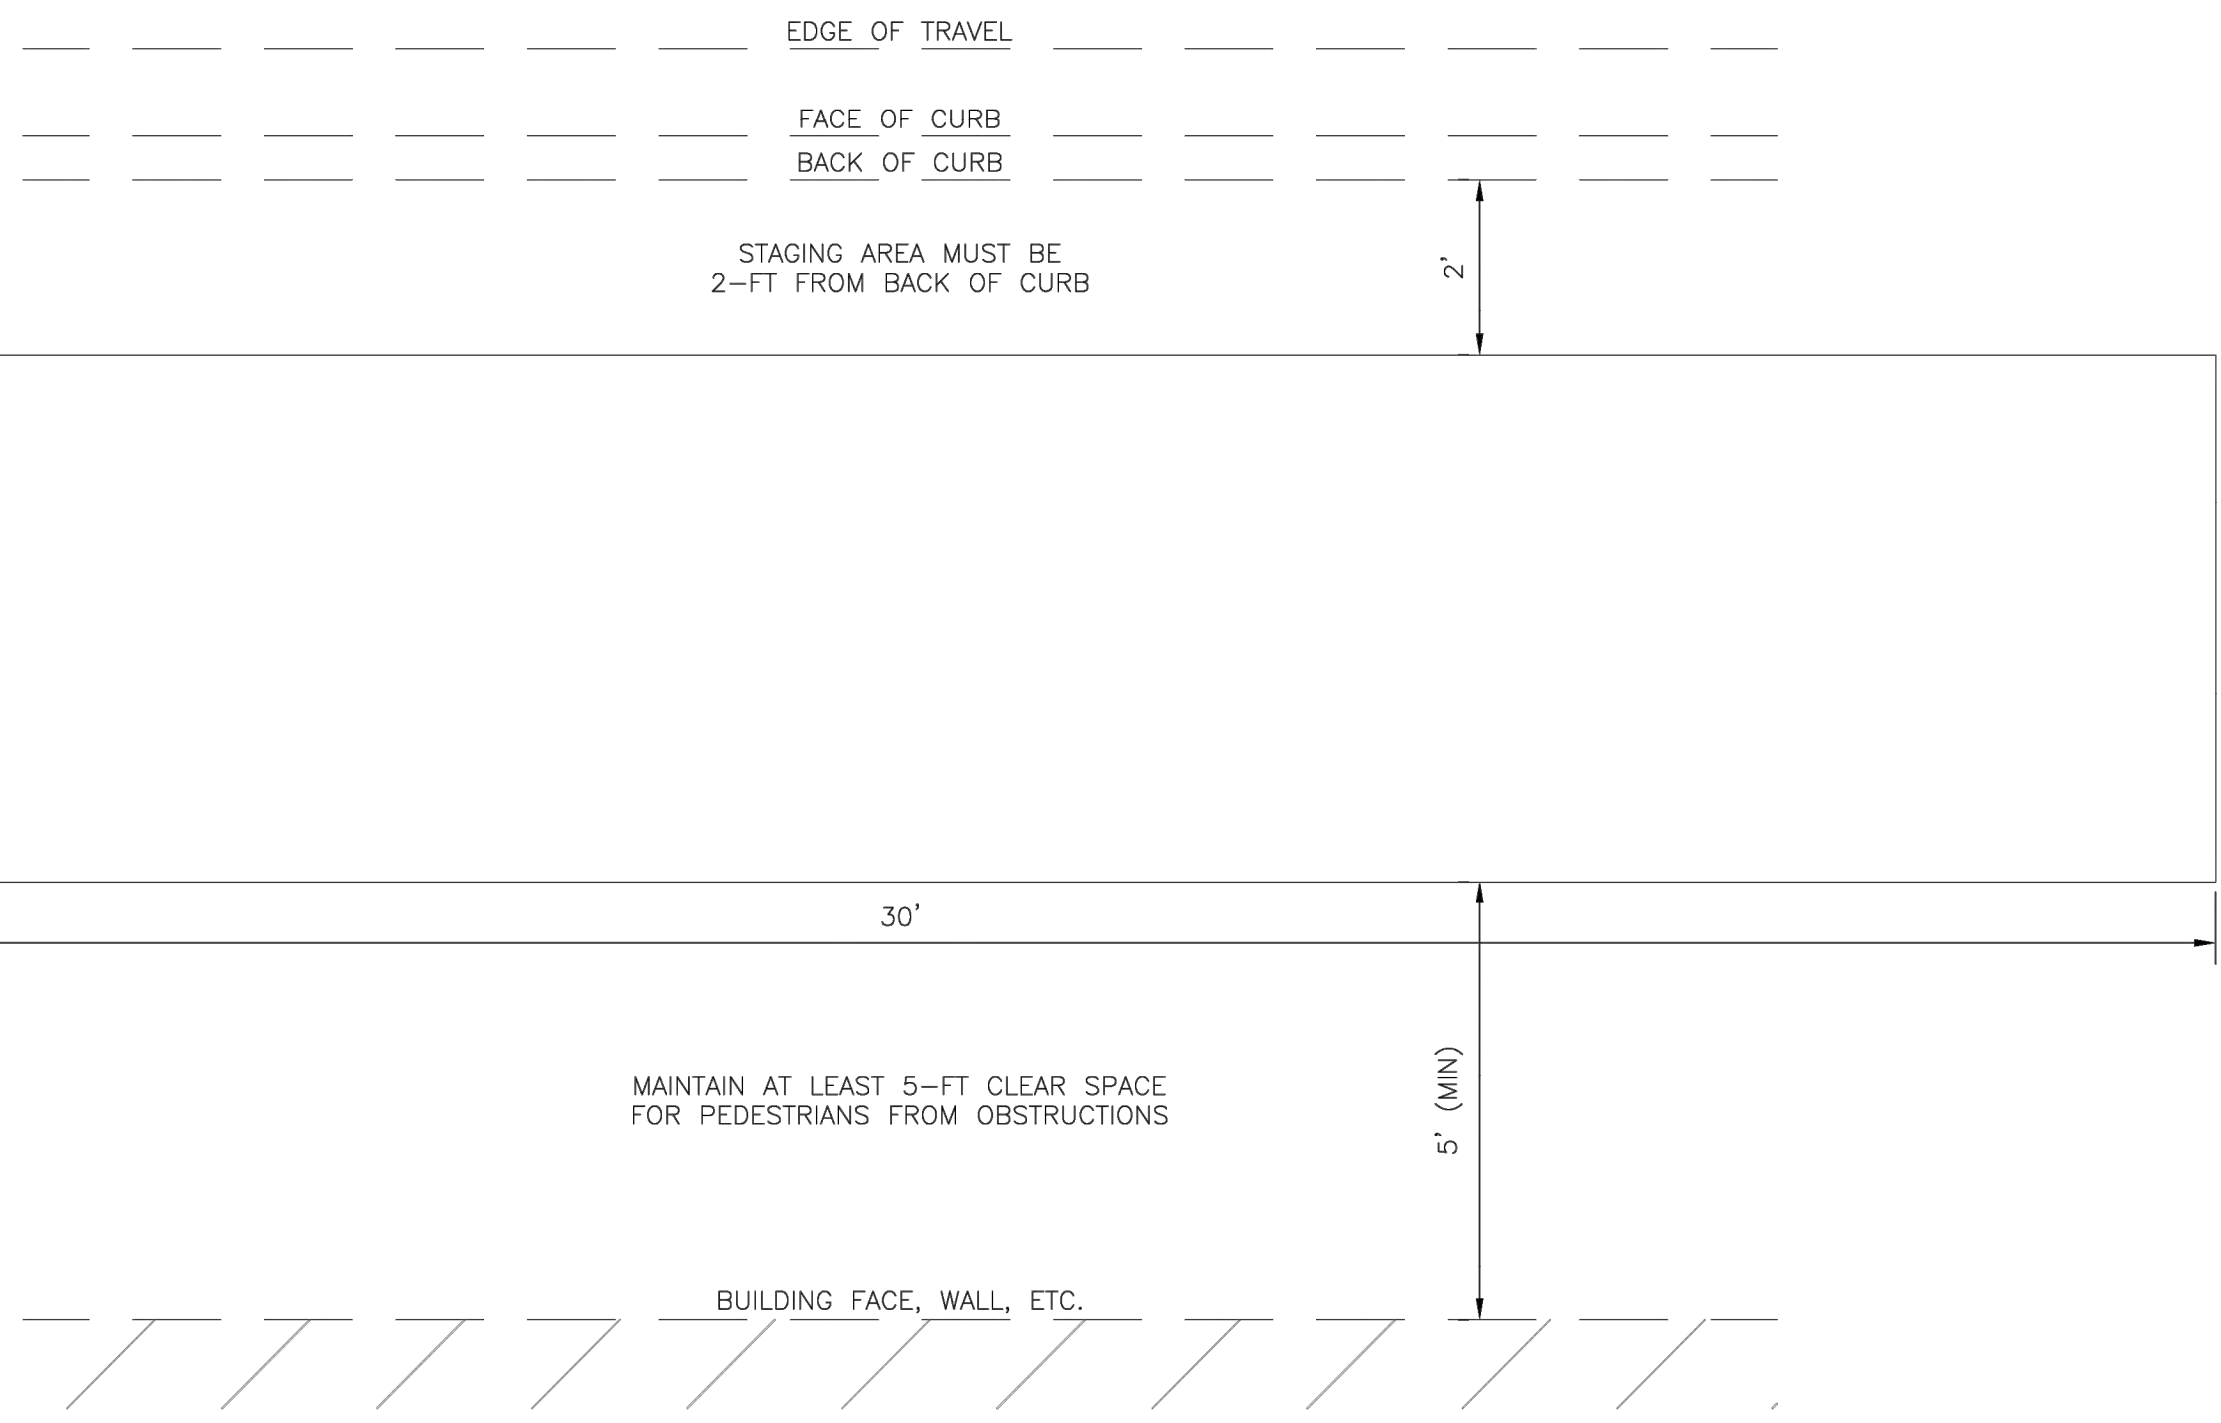 EDGE OF TRAVEL
FACE OF CURB
BACK OF CURB
STAGING AREA MUST BE
2-FT FROM BACK OF CURB
2'
30'
MAINTAIN AT LEAST 5-FT CLEAR SPACE
FOR PEDESTRIANS FROM OBSTRUCTIONS
5' (MIN)
BUILDING FACE, WALL, ETC.